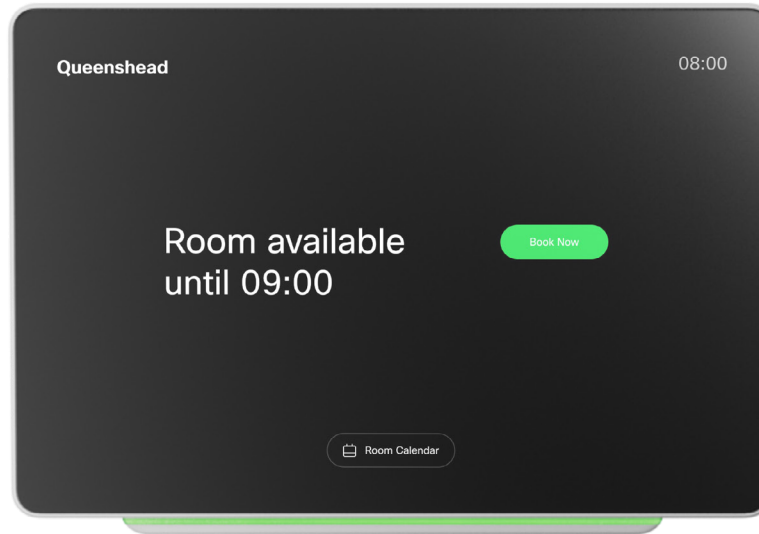 Queenshead
08:00
Room available
until 09:00
Book Now
Room Calendar